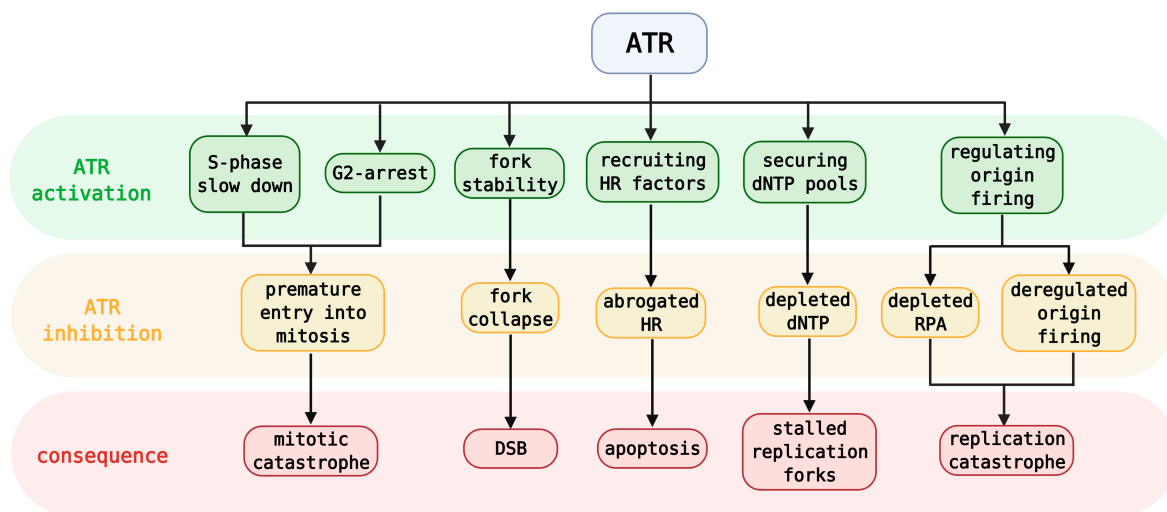 ATR
ATR
activation
S-phase
slow down
G2-arrest
fork
stability
recruiting
HR factors
securing
dNTP pools
regulating
origin
firing
ATR
inhibition
premature
entry into
mitosis
fork
collapse
abrogated
HR
depleted
dNTP
depleted
RPA
deregulated
origin
firing
consequence
mitotic
catastrophe
DSB
apoptosis
stalled
replication
forks
replication
catastrophe